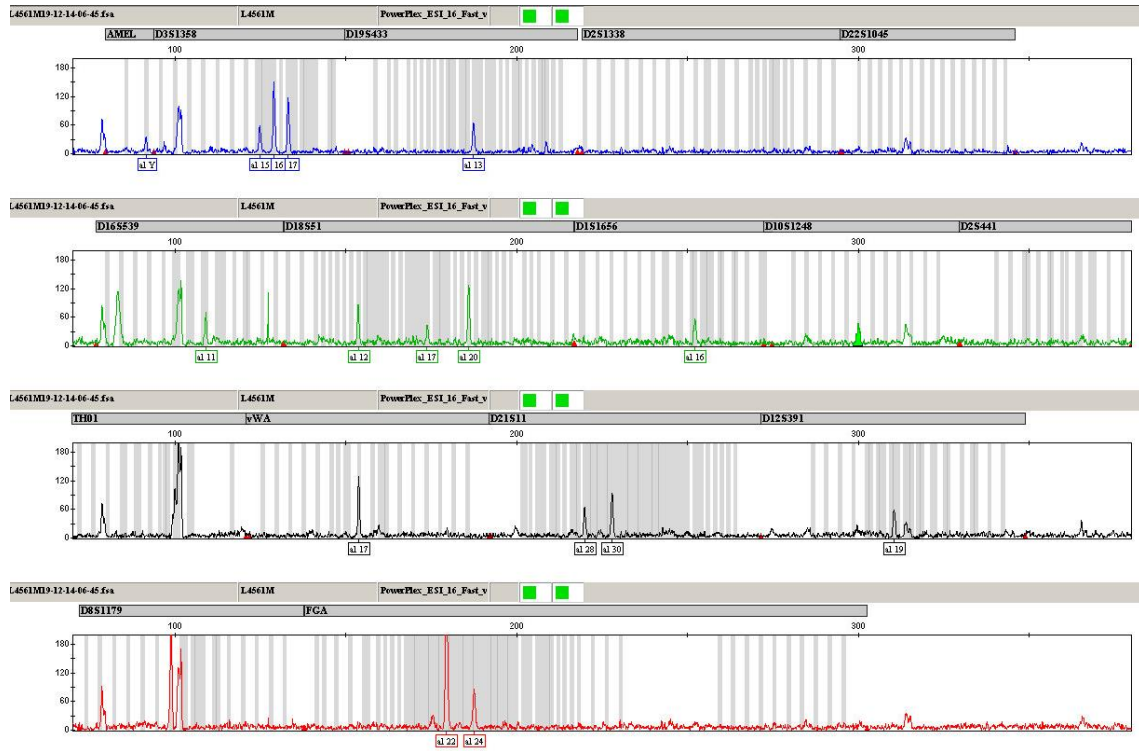 L4561M19-12-14-06-45.fsa L4561M PowerPlex_ESI_16_Fast_v
AMEL D3S1358 D19S433 D2S1338 D22S1045
100 200 300
180
120
60
0
al Y al 15 16 17 al 13
L4561M19-12-14-06-45.fsa L4561M PowerPlex_ESI_16_Fast_v
D16S539 D18S51 D1S1656 D10S1248 D2S441
100 200 300
180
120
60
0
al 11 al 12 al 17 al 20 al 16
L4561M19-12-14-06-45.fsa L4561M PowerPlex_ESI_16_Fast_v
TH01 vWA D21S11 D12S391
100 200 300
180
120
60
0
al 17 al 28 al 30 al 19
L4561M19-12-14-06-45.fsa L4561M PowerPlex_ESI_16_Fast_v
D8S1179 FGA
100 200 300
180
120
60
0
al 22 al 24